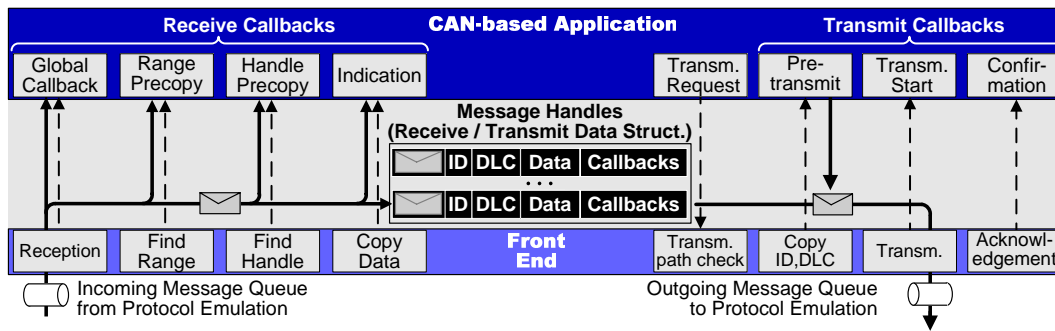 CAN-based Application
Receive Callbacks
Transmit Callbacks
Global
Callback
Range
Precopy
Handle
Precopy
Indication
Transm.
Request
Pre-
transmit
Transm.
Start
Confir-
mation
Message Handles
(Receive / Transmit Data Struct.)
ID DLC Data Callbacks
...
ID DLC Data Callbacks
Reception
Find
Range
Find
Handle
Copy
Data
Front
End
Transm.
path check
Copy
ID,DLC
Transm.
Acknowl-
edgement
Incoming Message Queue
from Protocol Emulation
Outgoing Message Queue
to Protocol Emulation